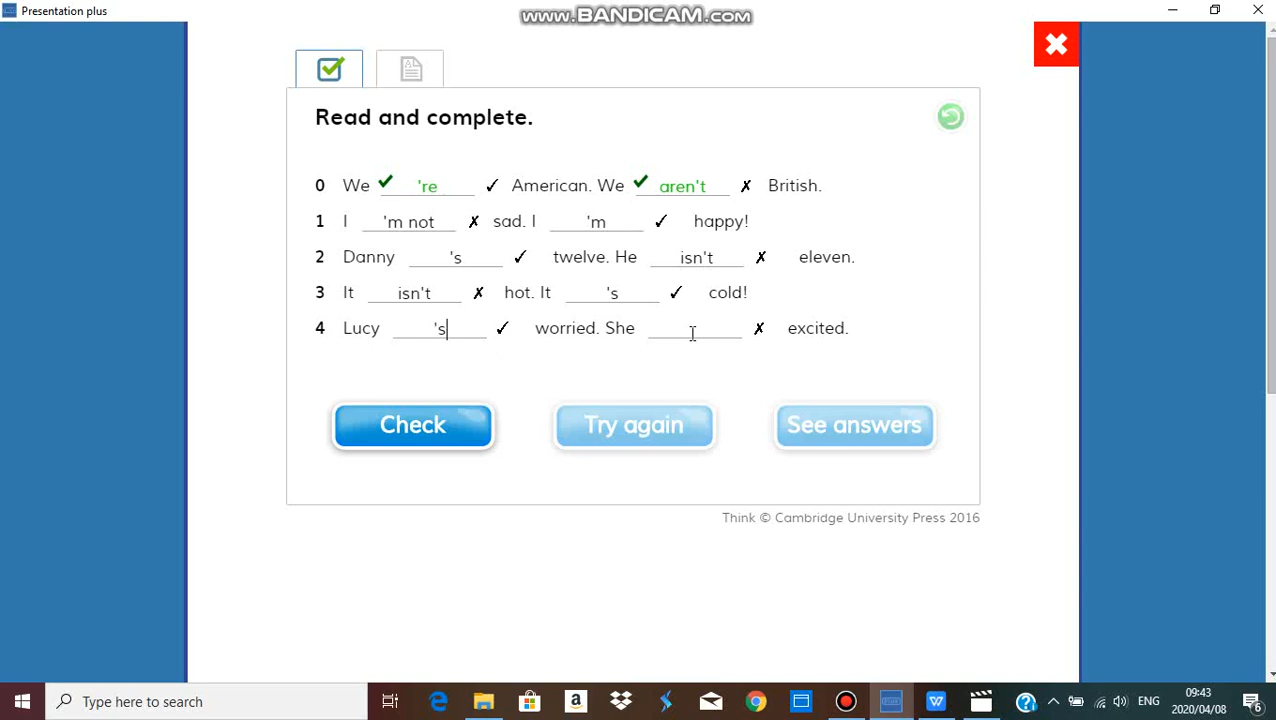 Presentation plus
www.BANDICAM.com
Read and complete.
0 We 're ✓ American. We aren't ✗ British.
1 I 'm not ✗ sad. I 'm ✓ happy!
2 Danny 's ✓ twelve. He isn't ✗ eleven.
3 It isn't ✗ hot. It 's ✓ cold!
4 Lucy 's ✓ worried. She ✗ excited.
Check Try again See answers
Think © Cambridge University Press 2016
Type here to search
ENG
09:43
2020/04/08
6